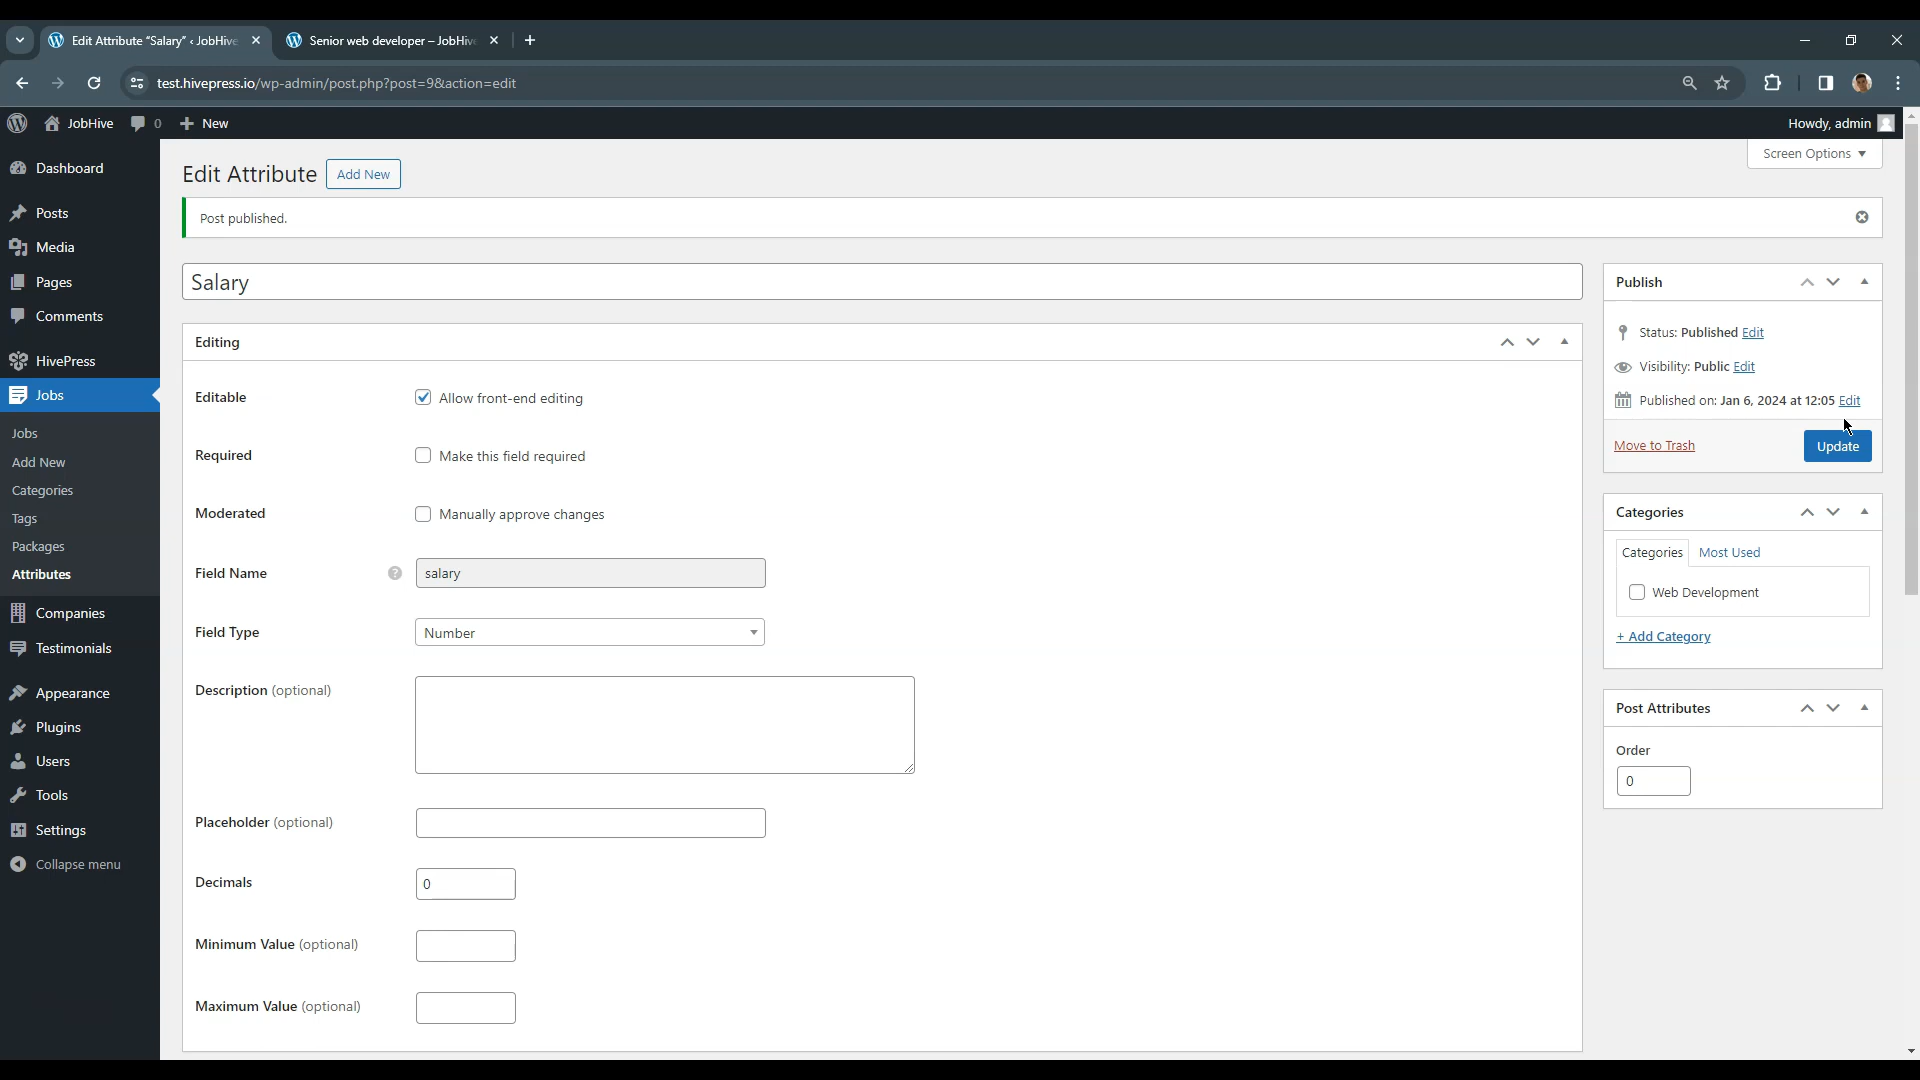 Edit Attribute “Salary” ‹ JobHive
Senior web developer – JobHiv
test.hivepress.io/wp-admin/post.php?post=9&action=edit
JobHive
0
New
Howdy, admin
Screen Options
Dashboard
Posts
Media
Pages
Comments
HivePress
Jobs
Jobs
Add New
Categories
Tags
Packages
Attributes
Companies
Testimonials
Appearance
Plugins
Users
Tools
Settings
Collapse menu
Edit Attribute
Add New
Post published.
Salary
Editing
Editable
Allow front-end editing
Required
Make this field required
Moderated
Manually approve changes
Field Name
?
salary
Field Type
Number
Description (optional)
Placeholder (optional)
Decimals
0
Minimum Value (optional)
Maximum Value (optional)
Publish
Status: Published Edit
Visibility: Public Edit
Published on: Jan 6, 2024 at 12:05 Edit
Move to Trash
Update
Categories
Categories
Most Used
Web Development
+ Add Category
Post Attributes
Order
0